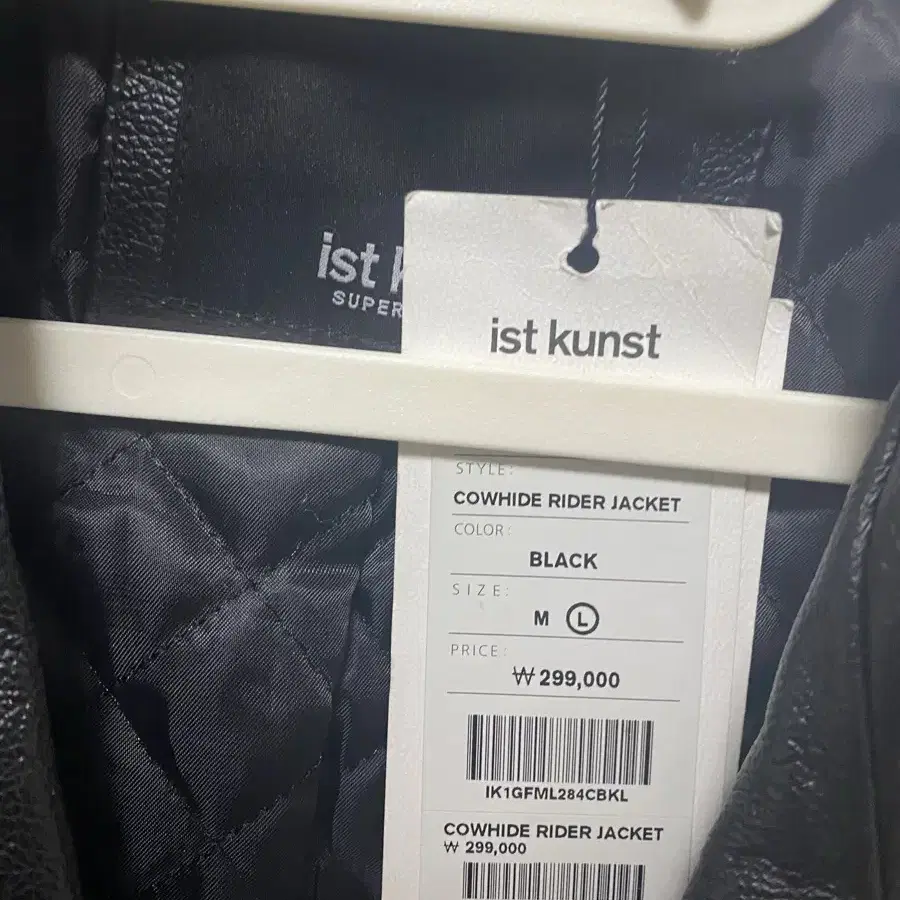 ist
SUPER
ist kunst
STYLE:
COWHIDE RIDER JACKET
COLOR:
BLACK
SIZE:
M L
PRICE:
₩ 299,000
IK1GFML284CBKL
COWHIDE RIDER JACKET
₩ 299,000